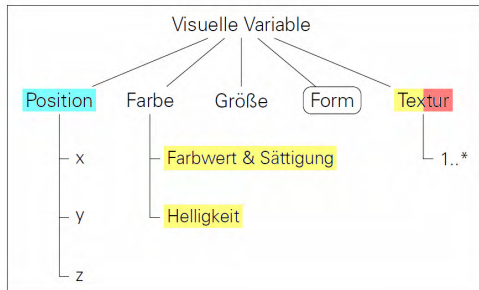 Visuelle Variable
Position Farbe Größe Form Textur
x Farbwert & Sättigung 1..*
y Helligkeit
z